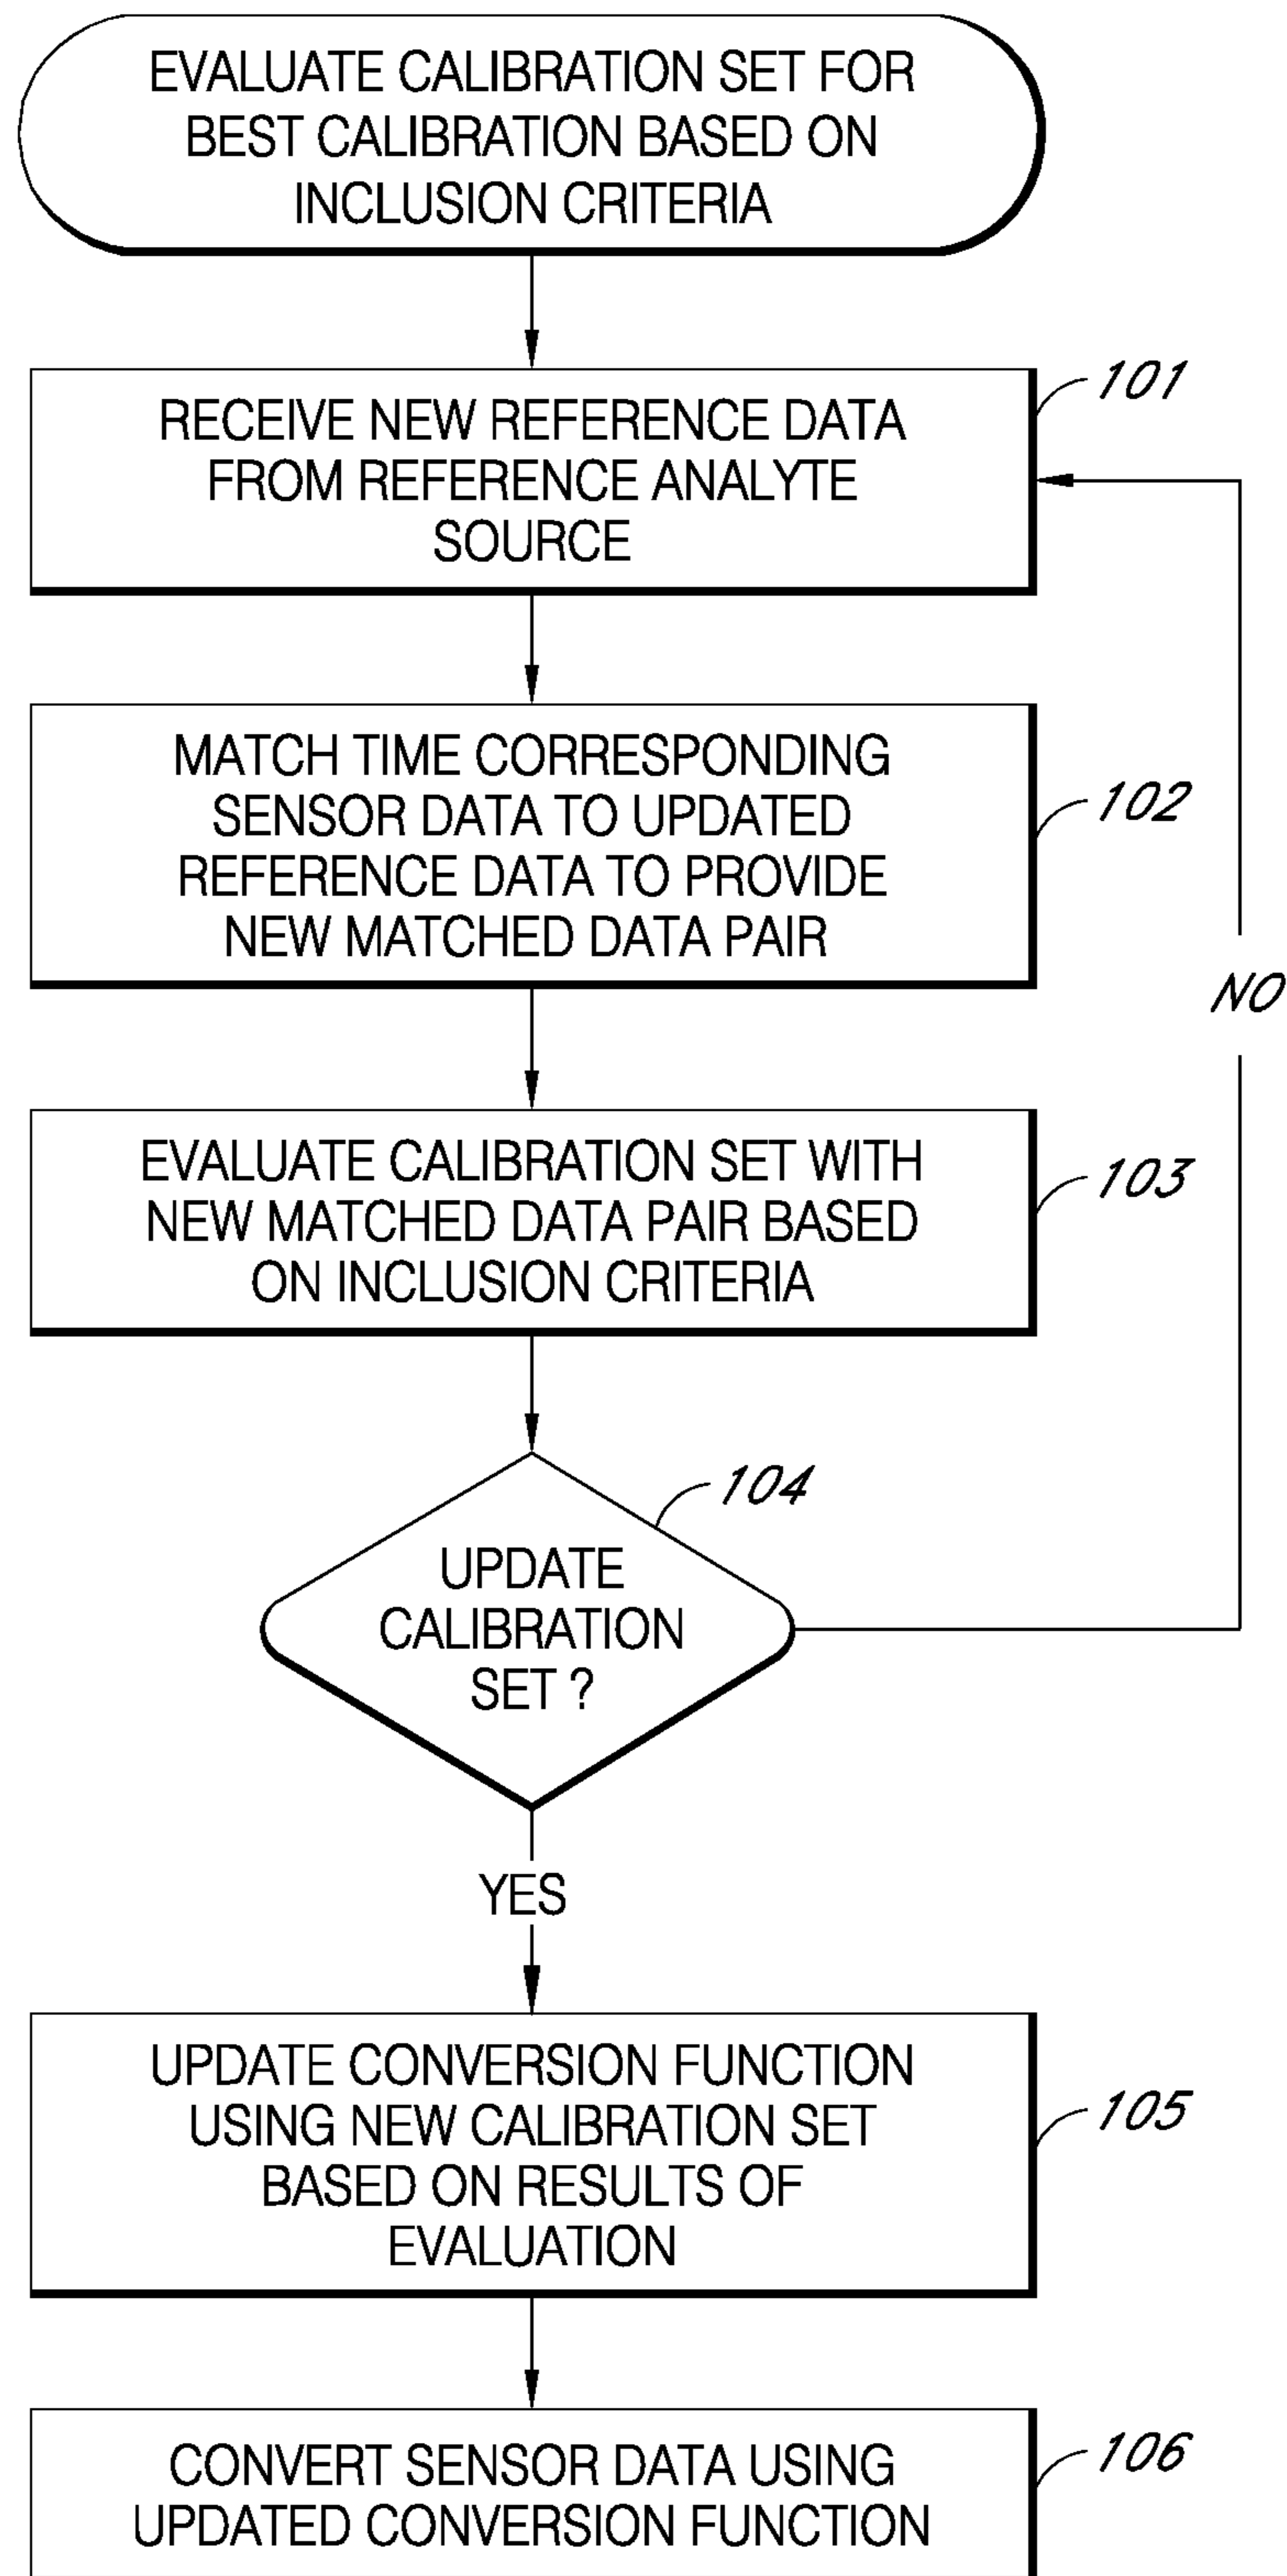 EVALUATE CALIBRATION SET FOR
BEST CALIBRATION BASED ON
INCLUSION CRITERIA
101
RECEIVE NEW REFERENCE DATA
FROM REFERENCE ANALYTE
SOURCE
102
MATCH TIME CORRESPONDING
SENSOR DATA TO UPDATED
REFERENCE DATA TO PROVIDE
NEW MATCHED DATA PAIR
NO
103
EVALUATE CALIBRATION SET WITH
NEW MATCHED DATA PAIR BASED
ON INCLUSION CRITERIA
104
UPDATE
CALIBRATION
SET ?
YES
105
UPDATE CONVERSION FUNCTION
USING NEW CALIBRATION SET
BASED ON RESULTS OF
EVALUATION
106
CONVERT SENSOR DATA USING
UPDATED CONVERSION FUNCTION